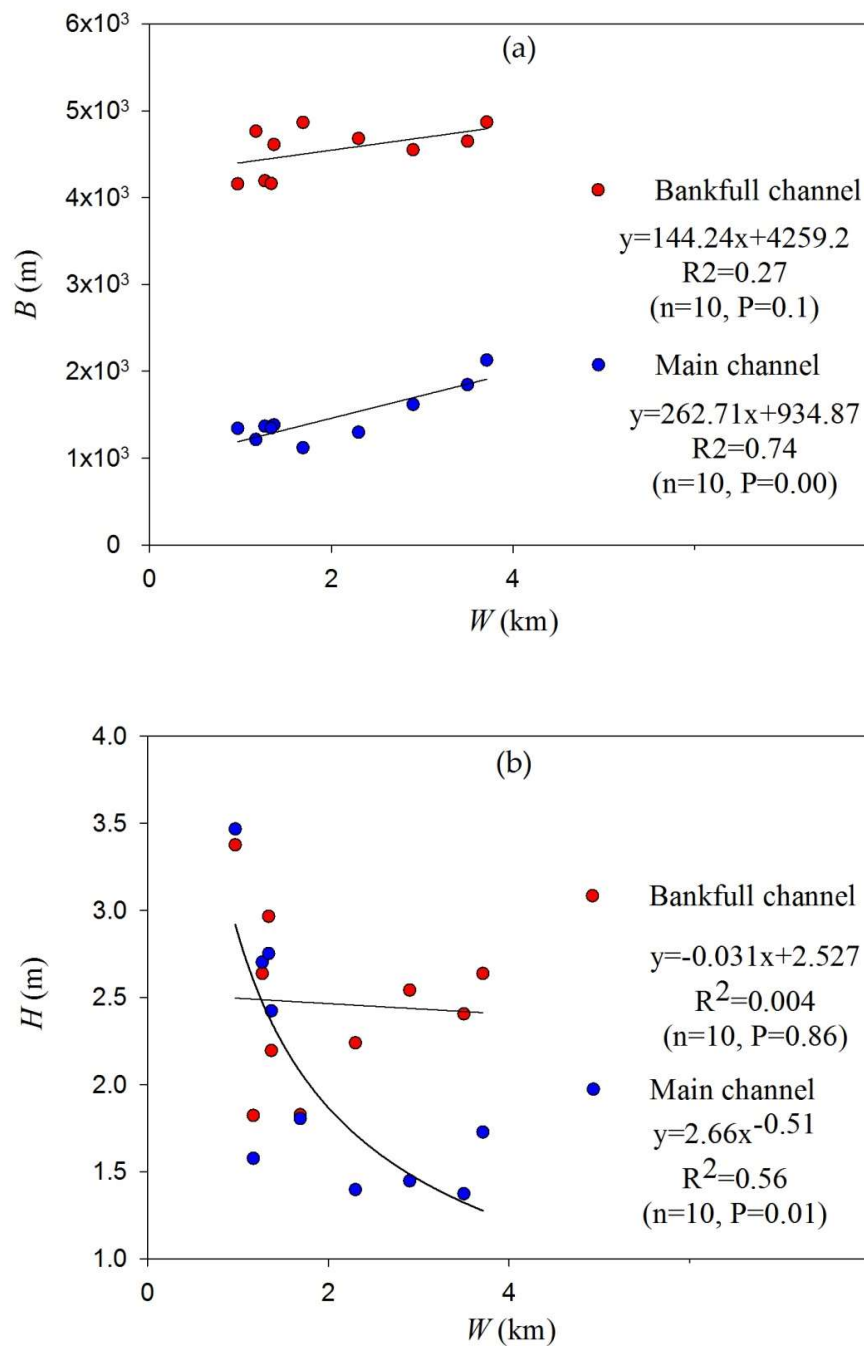 (a)
6x10³
5x10³
4x10³
3x10³
2x10³
1x10³
0
B (m)
0 2 4
W (km)
Bankfull channel
y=144.24x+4259.2
R2=0.27
(n=10, P=0.1)
Main channel
y=262.71x+934.87
R2=0.74
(n=10, P=0.00)
(b)
4.0
3.5
3.0
2.5
2.0
1.5
1.0
H (m)
0 2 4
W (km)
Bankfull channel
y=-0.031x+2.527
R²=0.004
(n=10, P=0.86)
Main channel
y=2.66x⁻⁰·⁵¹
R²=0.56
(n=10, P=0.01)